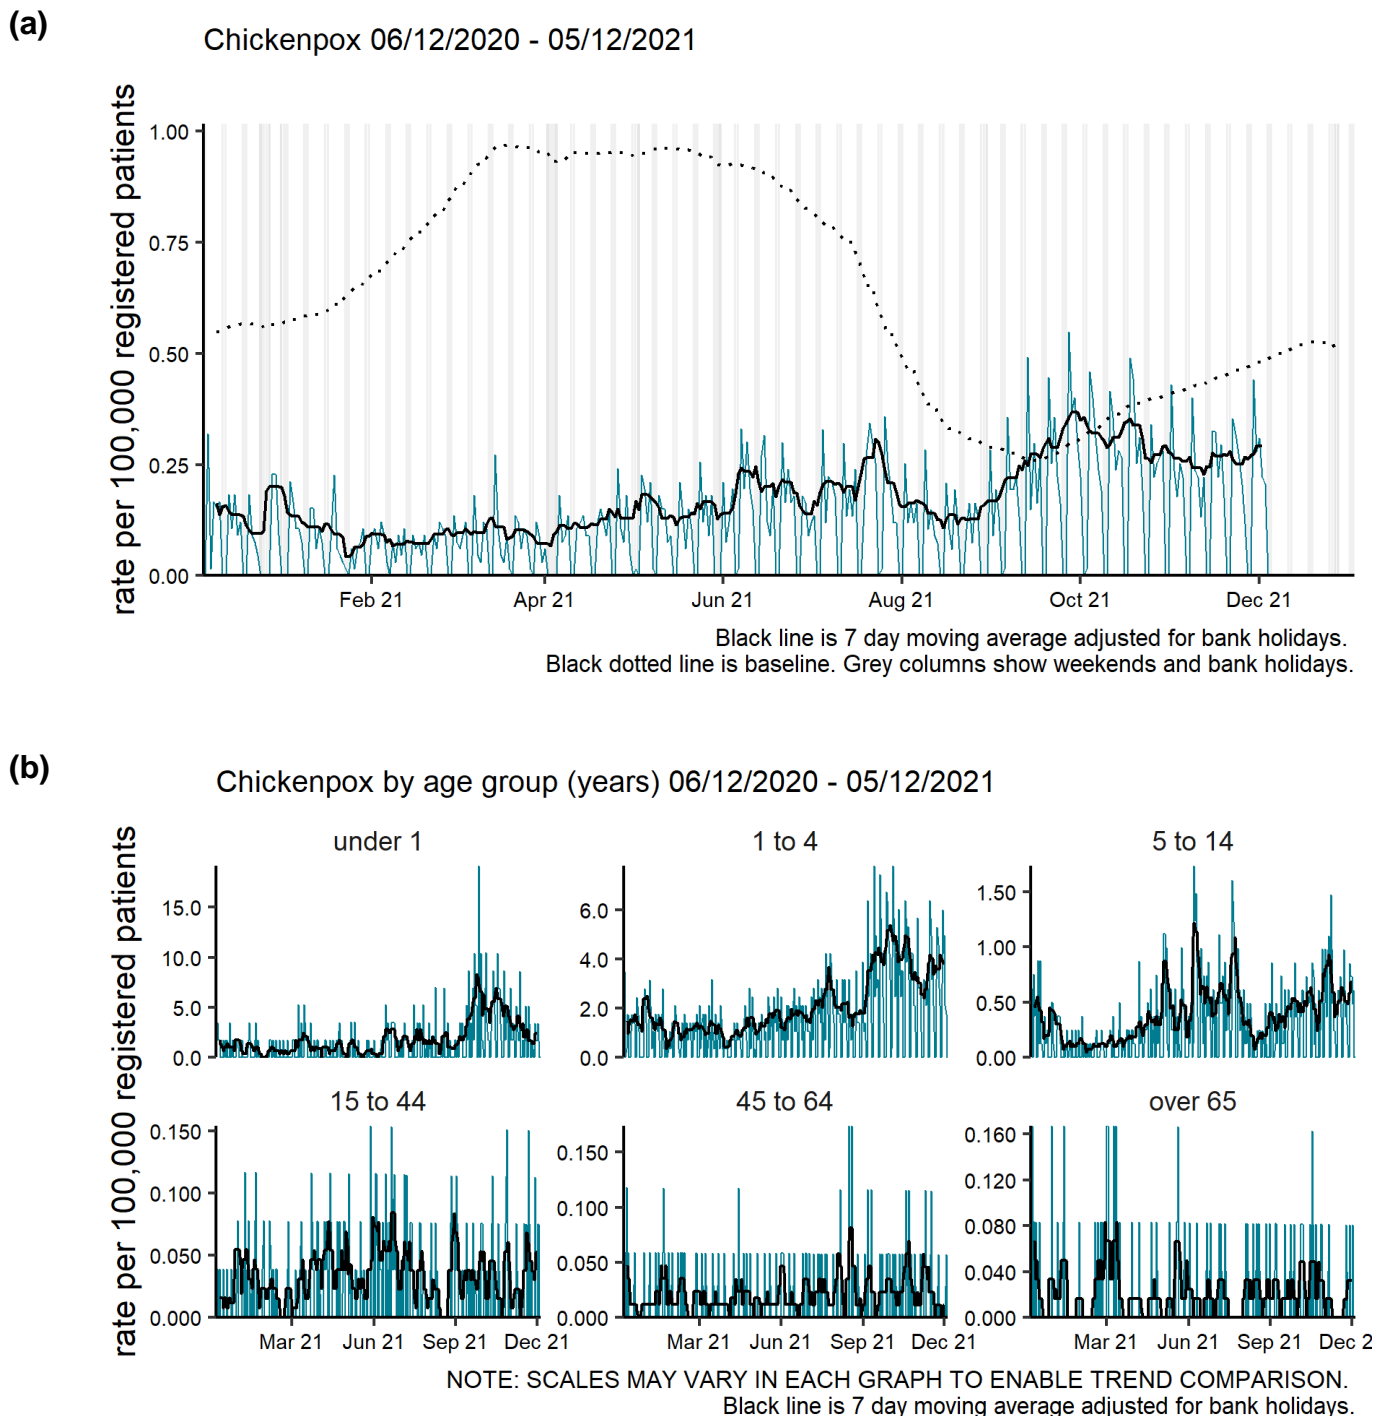 (a)
Chickenpox 06/12/2020 - 05/12/2021
rate per 100,000 registered patients
1.00
0.75
0.50
0.25
0.00
Feb 21 Apr 21 Jun 21 Aug 21 Oct 21 Dec 21
Black line is 7 day moving average adjusted for bank holidays.
Black dotted line is baseline. Grey columns show weekends and bank holidays.
(b)
Chickenpox by age group (years) 06/12/2020 - 05/12/2021
rate per 100,000 registered patients
under 1
15.0
10.0
5.0
0.0
1 to 4
6.0
4.0
2.0
0.0
5 to 14
1.50
1.00
0.50
0.00
15 to 44
0.150
0.100
0.050
0.000
Mar 21 Jun 21 Sep 21 Dec 21
45 to 64
0.150
0.100
0.050
0.000
Mar 21 Jun 21 Sep 21 Dec 21
over 65
0.160
0.120
0.080
0.040
0.000
Mar 21 Jun 21 Sep 21 Dec 2
NOTE: SCALES MAY VARY IN EACH GRAPH TO ENABLE TREND COMPARISON.
Black line is 7 day moving average adjusted for bank holidays.